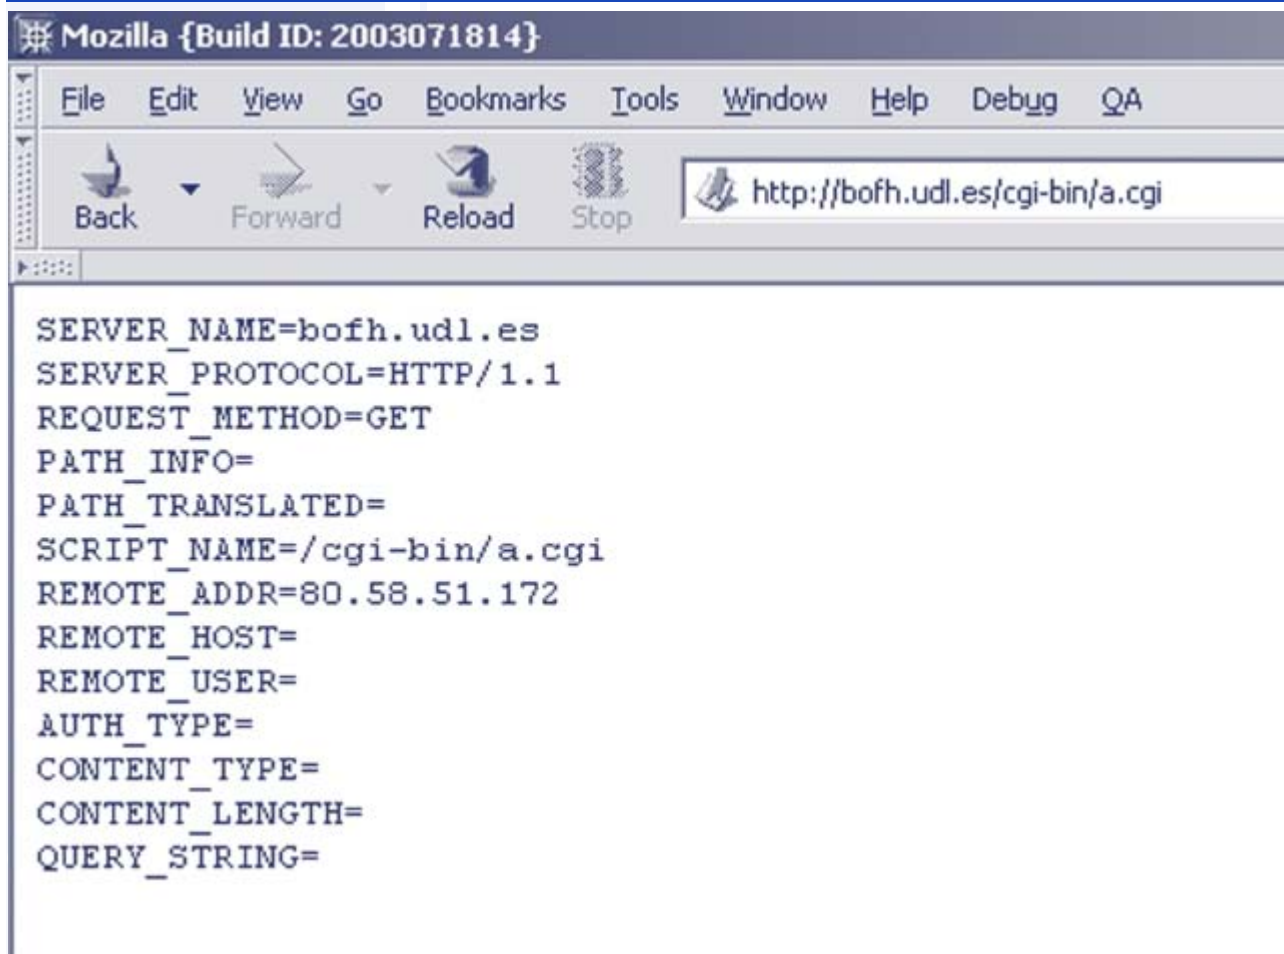 Mozilla {Build ID: 2003071814}
File Edit View Go Bookmarks Tools Window Help Debug QA
Back Forward Reload Stop http://bofh.udl.es/cgi-bin/a.cgi
SERVER_NAME=bofh.udl.es
SERVER_PROTOCOL=HTTP/1.1
REQUEST_METHOD=GET
PATH_INFO=
PATH_TRANSLATED=
SCRIPT_NAME=/cgi-bin/a.cgi
REMOTE_ADDR=80.58.51.172
REMOTE_HOST=
REMOTE_USER=
AUTH_TYPE=
CONTENT_TYPE=
CONTENT_LENGTH=
QUERY_STRING=